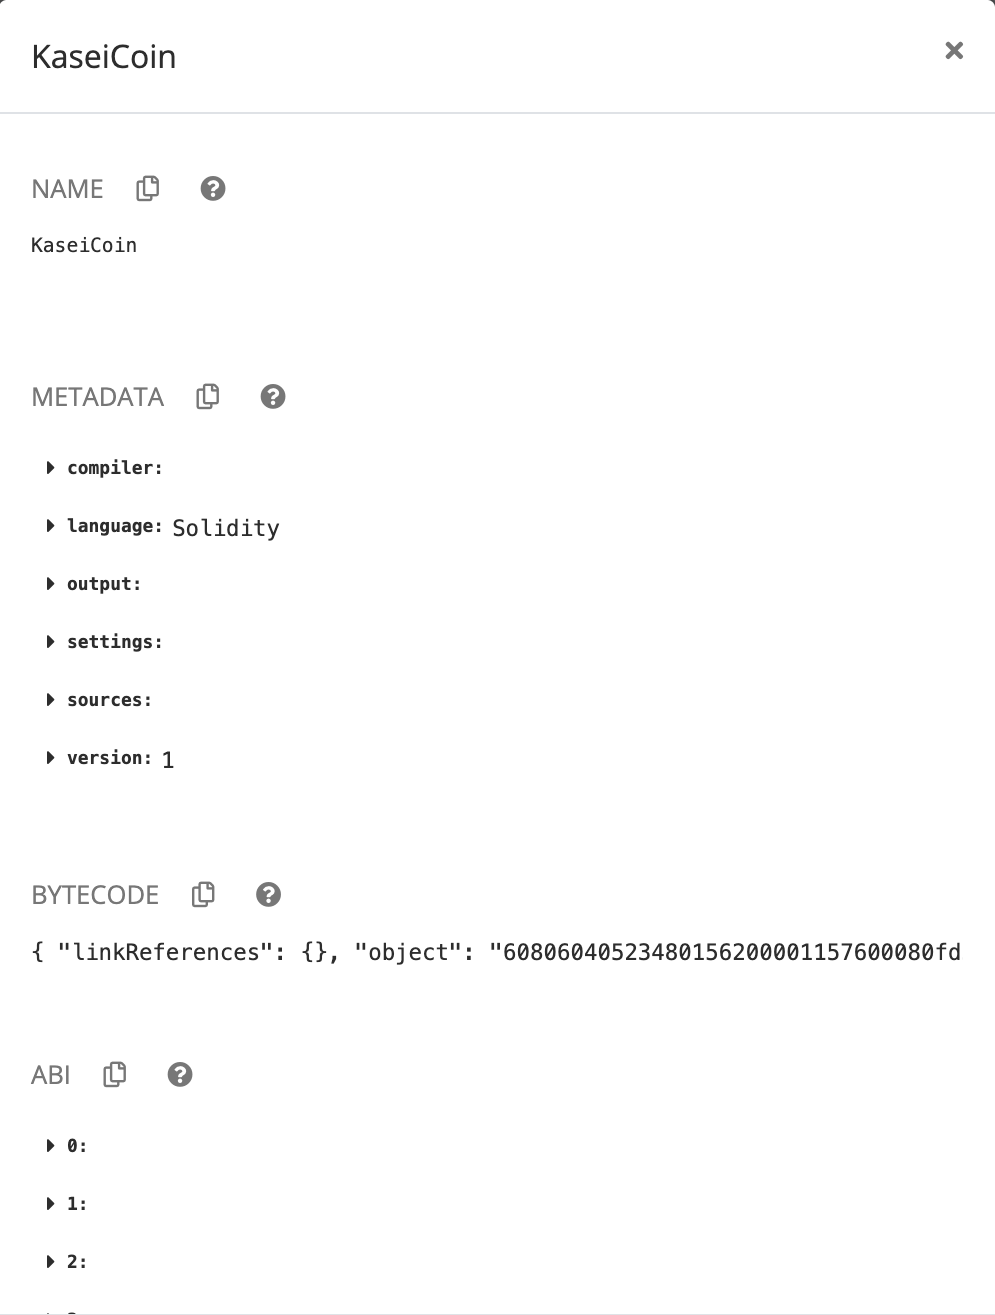 KaseiCoin
NAME
KaseiCoin
METADATA
compiler:
language: Solidity
output:
settings:
sources:
version: 1
BYTECODE
{ "linkReferences": {}, "object": "608060405234801562000001157600080fd
ABI
0:
1:
2: